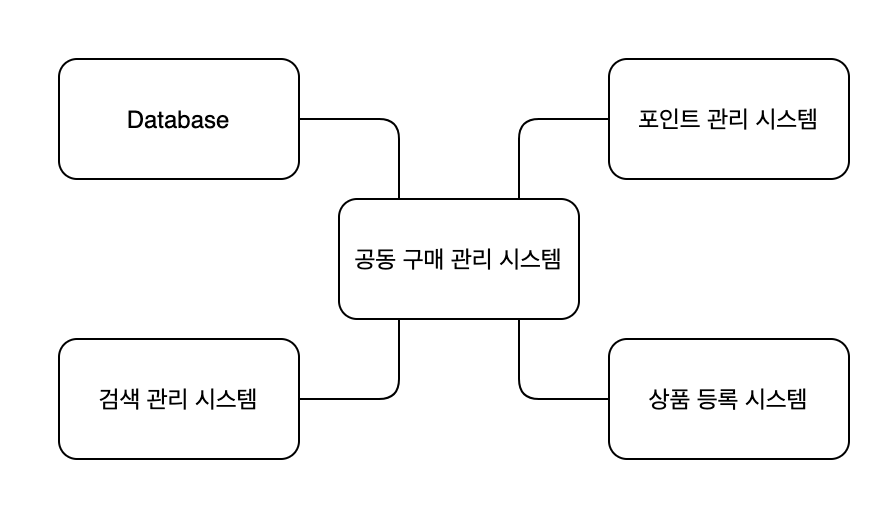 Database
포인트 관리 시스템
공동 구매 관리 시스템
검색 관리 시스템
상품 등록 시스템